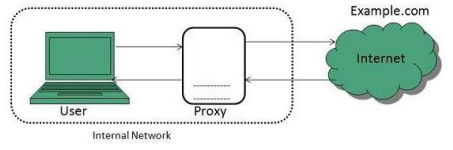 Example.com
Internet
User
Proxy
Internal Network